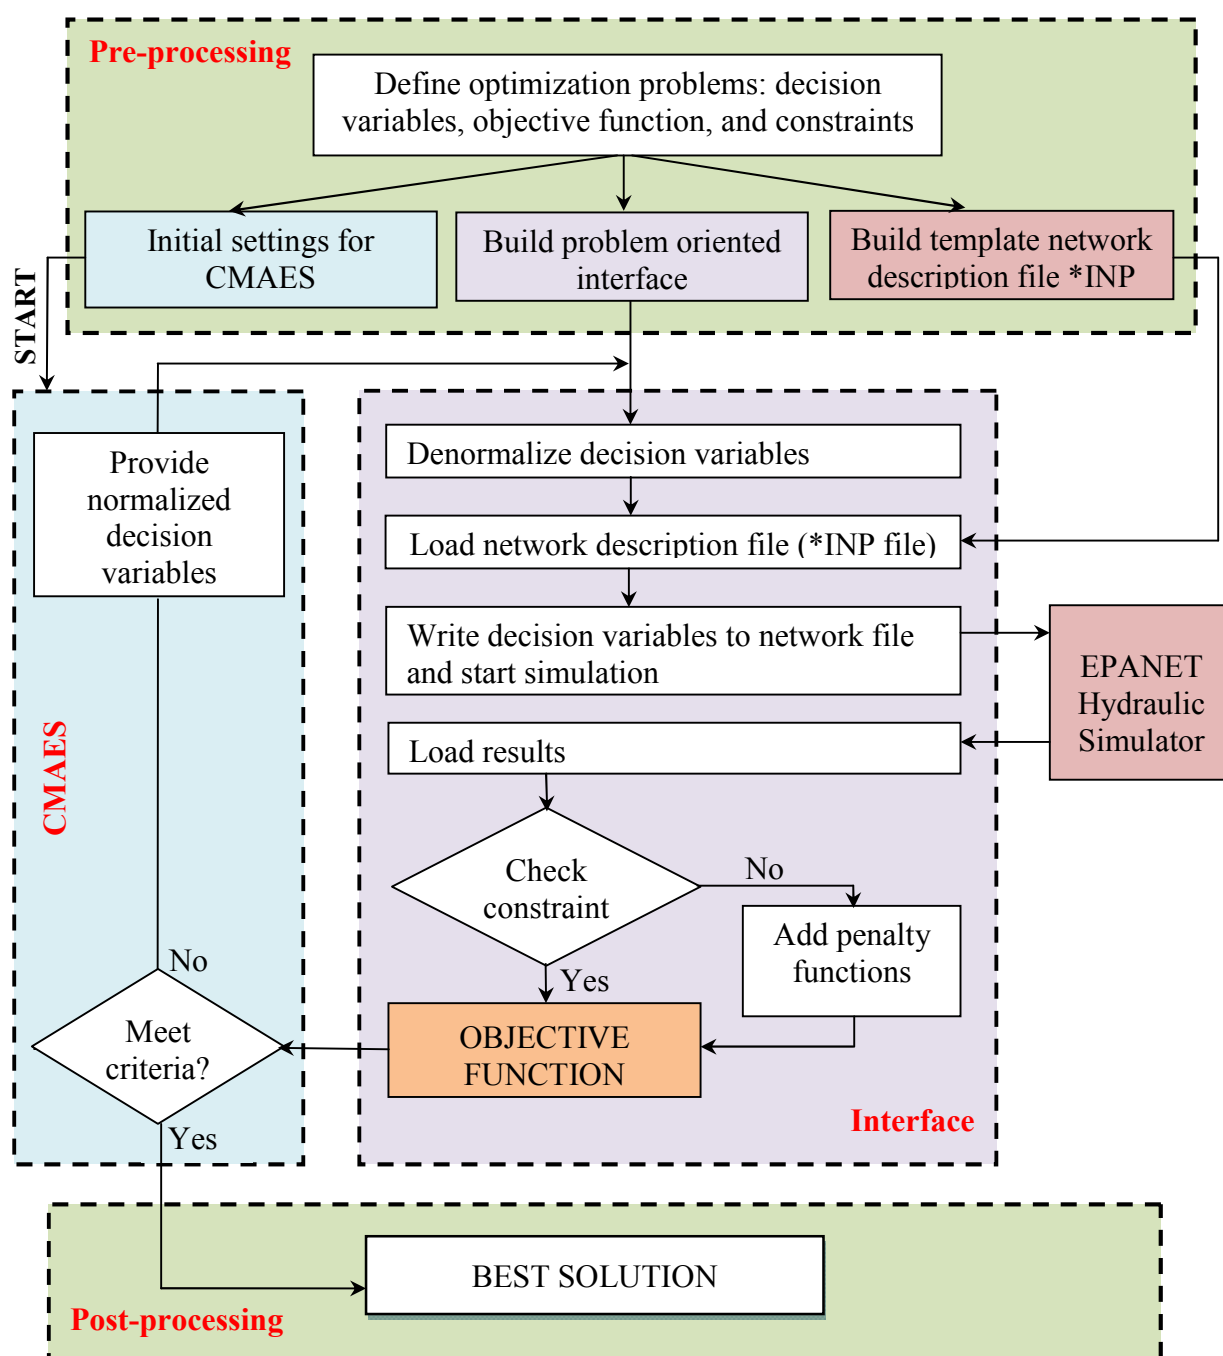 Pre-processing
Define optimization problems: decision
variables, objective function, and constraints
Initial settings for
CMAES
Build problem oriented
interface
Build template network
description file *INP
START
Provide
normalized
decision
variables
Denormalize decision variables
Load network description file (*INP file)
Write decision variables to network file
and start simulation
EPANET
Hydraulic
Simulator
Load results
CMAES
Check
constraint
No
Add penalty
functions
Yes
No
Meet
criteria?
OBJECTIVE
FUNCTION
Interface
Yes
BEST SOLUTION
Post-processing